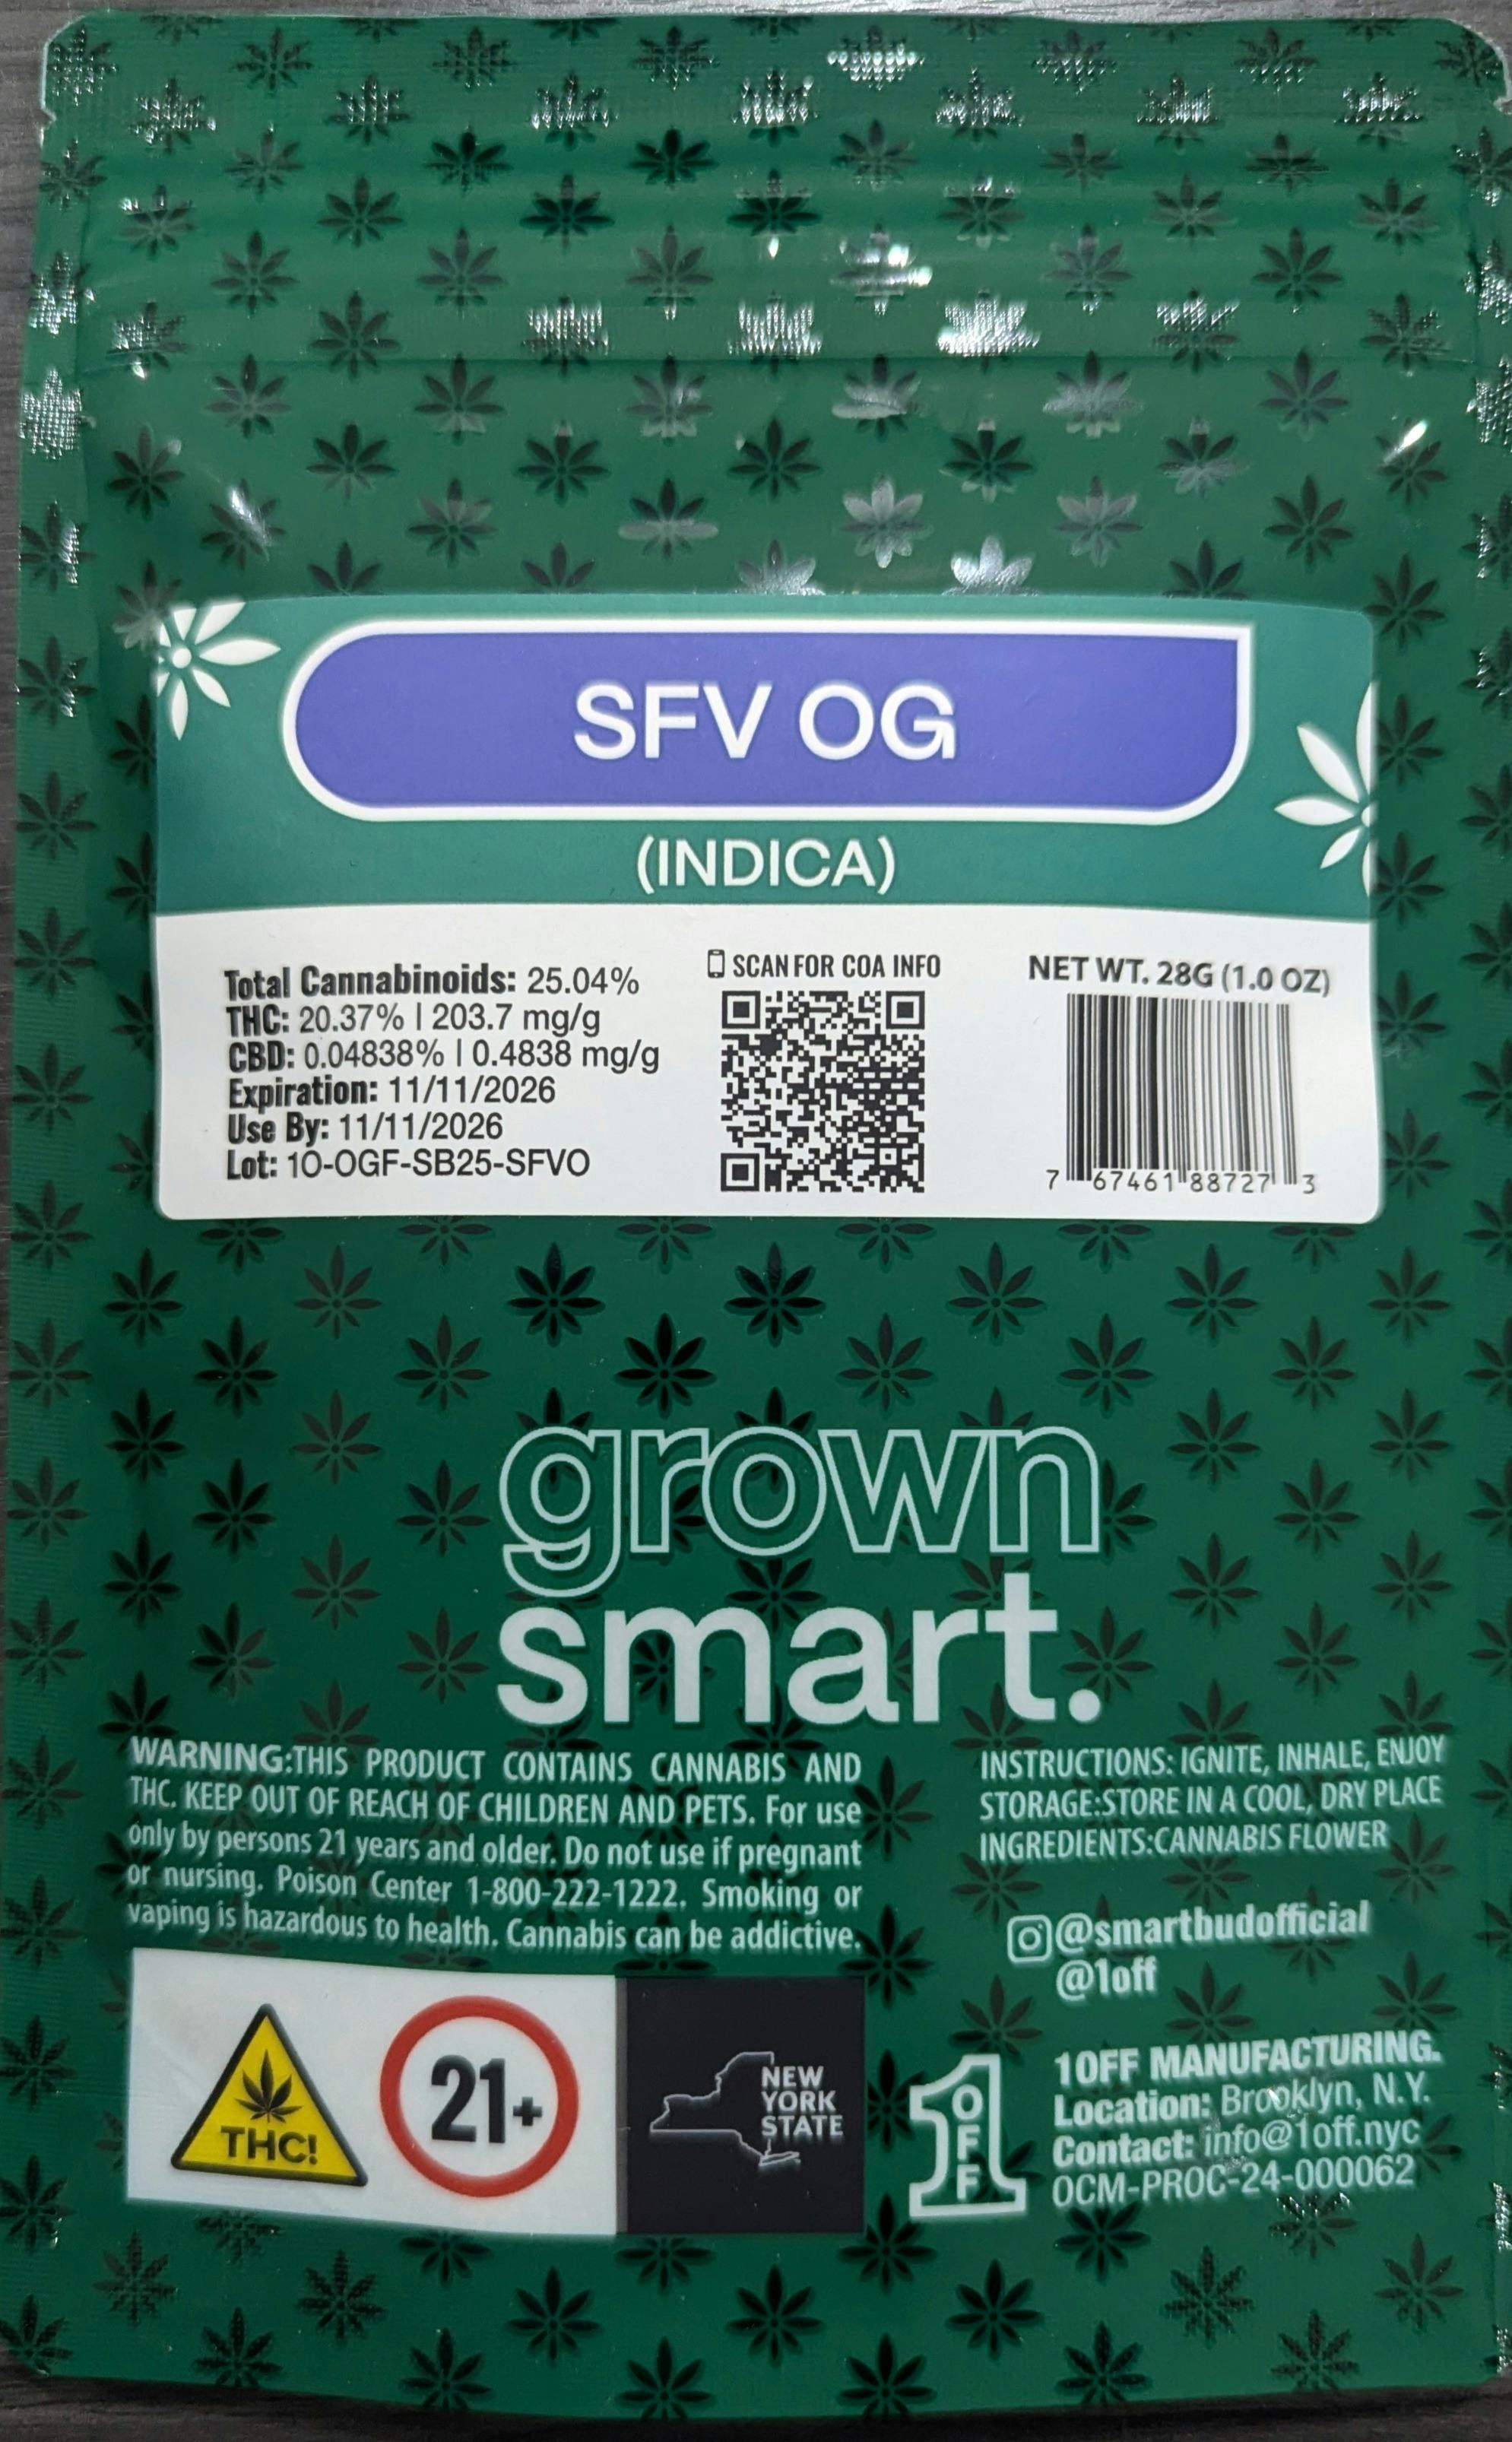 SFV OG
(INDICA)
Total Cannabinoids: 25.04%
THC: 20.37% | 203.7 mg/g
CBD: 0.04838% | 0.4838 mg/g
Expiration: 11/11/2026
Use By: 11/11/2026
Lot: 10-OGF-SB25-SFVO
SCAN FOR COA INFO
NET WT. 28G (1.0 OZ)
7 67461 88727 3
grown
smart.
WARNING:THIS PRODUCT CONTAINS CANNABIS AND
THC. KEEP OUT OF REACH OF CHILDREN AND PETS. For use
only by persons 21 years and older. Do not use if pregnant
or nursing. Poison Center 1-800-222-1222. Smoking or
vaping is hazardous to health. Cannabis can be addictive.
INSTRUCTIONS: IGNITE, INHALE, ENJOY
STORAGE:STORE IN A COOL, DRY PLACE
INGREDIENTS:CANNABIS FLOWER
@smartbudofficial
@1off
THC!
21+
NEW
YORK
STATE
1OFF
1OFF MANUFACTURING.
Location: Brooklyn, N.Y.
Contact: info@1off.nyc
OCM-PROC-24-000062